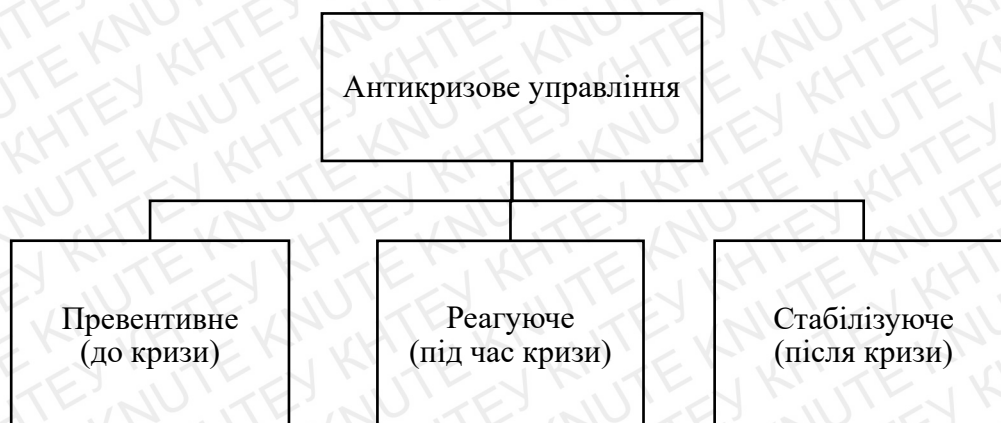 Антикризове управління
Превентивне
(до кризи)
Реагуюче
(під час кризи)
Стабілізуюче
(після кризи)